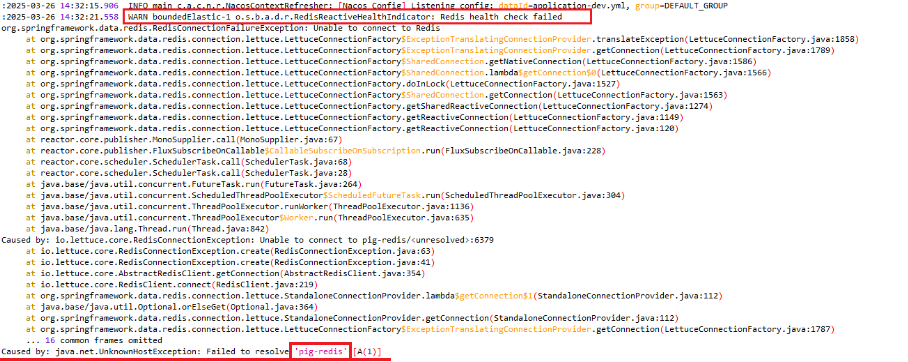 :2025-03-26 14:32:15.906  INFO main c.a.c.n.r.NacosContextRefresher: [Nacos Config] Listening config: dataId=application-dev.yml, group=DEFAULT_GROUP
:2025-03-26 14:32:21.558  WARN boundedElastic-1 o.s.b.a.d.r.RedisReactiveHealthIndicator: Redis health check failed
org.springframework.data.redis.RedisConnectionFailureException: Unable to connect to Redis
at org.springframework.data.redis.connection.lettuce.LettuceConnectionFactory$ExceptionTranslatingConnectionProvider.translateException(LettuceConnectionFactory.java:1858)
at org.springframework.data.redis.connection.lettuce.LettuceConnectionFactory$ExceptionTranslatingConnectionProvider.getConnection(LettuceConnectionFactory.java:1789)
at org.springframework.data.redis.connection.lettuce.LettuceConnectionFactory$SharedConnection.getNativeConnection(LettuceConnectionFactory.java:1586)
at org.springframework.data.redis.connection.lettuce.LettuceConnectionFactory$SharedConnection.lambda$getConnection$0(LettuceConnectionFactory.java:1566)
at org.springframework.data.redis.connection.lettuce.LettuceConnectionFactory.doInLock(LettuceConnectionFactory.java:1527)
at org.springframework.data.redis.connection.lettuce.LettuceConnectionFactory$SharedConnection.getConnection(LettuceConnectionFactory.java:1563)
at org.springframework.data.redis.connection.lettuce.LettuceConnectionFactory.getSharedReactiveConnection(LettuceConnectionFactory.java:1274)
at org.springframework.data.redis.connection.lettuce.LettuceConnectionFactory.getReactiveConnection(LettuceConnectionFactory.java:1149)
at org.springframework.data.redis.connection.lettuce.LettuceConnectionFactory.getReactiveConnection(LettuceConnectionFactory.java:120)
at reactor.core.publisher.MonoSupplier.call(MonoSupplier.java:67)
at reactor.core.publisher.FluxSubscribeOnCallable$CallableSubscribeOnSubscription.run(FluxSubscribeOnCallable.java:228)
at reactor.core.scheduler.SchedulerTask.call(SchedulerTask.java:68)
at reactor.core.scheduler.SchedulerTask.call(SchedulerTask.java:28)
at java.base/java.util.concurrent.FutureTask.run(FutureTask.java:264)
at java.base/java.util.concurrent.ScheduledThreadPoolExecutor$ScheduledFutureTask.run(ScheduledThreadPoolExecutor.java:304)
at java.base/java.util.concurrent.ThreadPoolExecutor.runWorker(ThreadPoolExecutor.java:1136)
at java.base/java.util.concurrent.ThreadPoolExecutor$Worker.run(ThreadPoolExecutor.java:635)
at java.base/java.lang.Thread.run(Thread.java:842)
Caused by: io.lettuce.core.RedisConnectionException: Unable to connect to pig-redis/<unresolved>:6379
at io.lettuce.core.RedisConnectionException.create(RedisConnectionException.java:63)
at io.lettuce.core.RedisConnectionException.create(RedisConnectionException.java:41)
at io.lettuce.core.AbstractRedisClient.getConnection(AbstractRedisClient.java:354)
at io.lettuce.core.RedisClient.connect(RedisClient.java:219)
at org.springframework.data.redis.connection.lettuce.StandaloneConnectionProvider.lambda$getConnection$1(StandaloneConnectionProvider.java:112)
at java.base/java.util.Optional.orElseGet(Optional.java:364)
at org.springframework.data.redis.connection.lettuce.StandaloneConnectionProvider.getConnection(StandaloneConnectionProvider.java:112)
at org.springframework.data.redis.connection.lettuce.LettuceConnectionFactory$ExceptionTranslatingConnectionProvider.getConnection(LettuceConnectionFactory.java:1787)
... 16 common frames omitted
Caused by: java.net.UnknownHostException: Failed to resolve 'pig-redis' [A(1)]